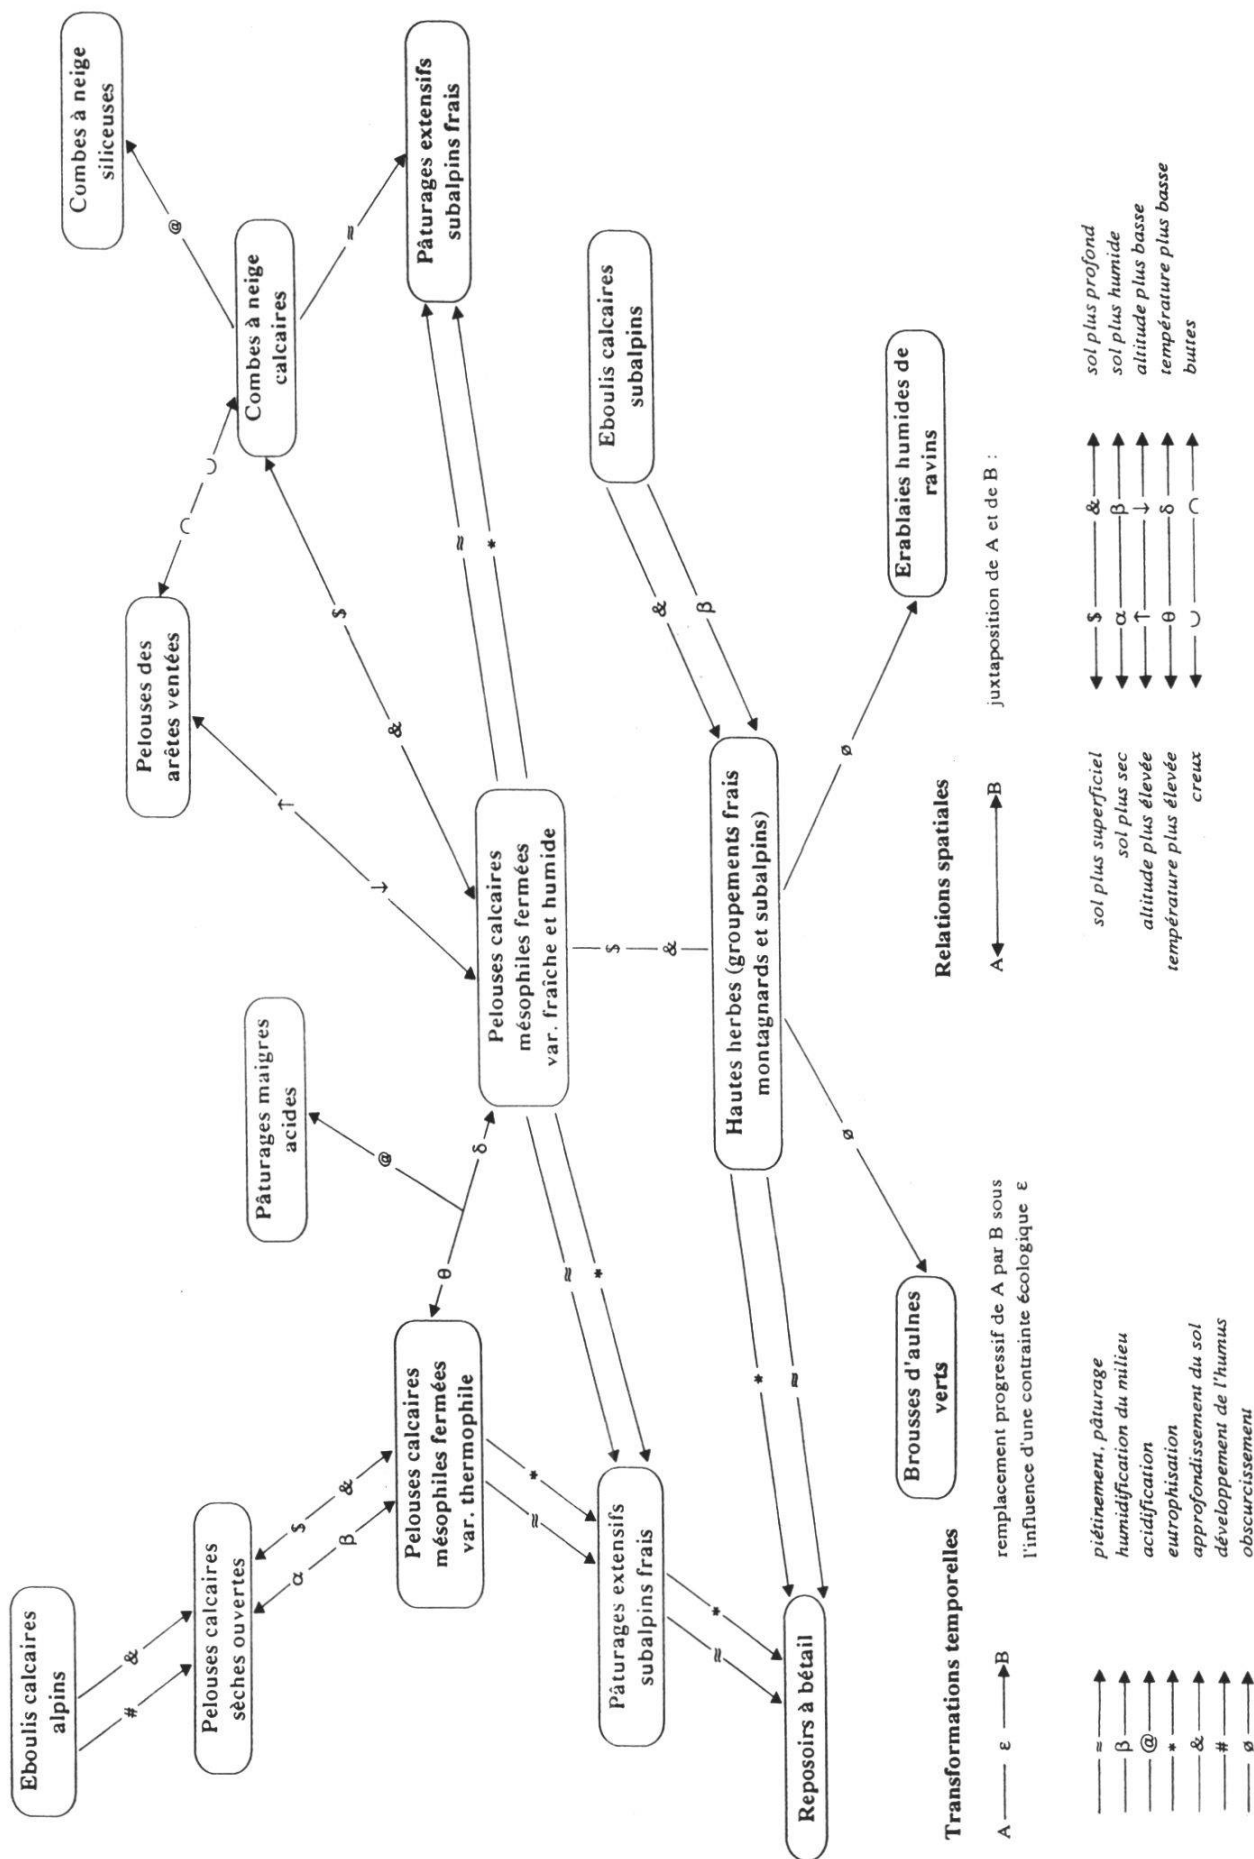 Eboulis calcaires
alpins
#
&
Pelouses calcaires
sèches ouvertes
$
&
α
β
Pelouses calcaires
mésophiles fermées
var. thermophile
θ
δ
@
Pâturages maigres
acides
≈
*
Pâturages extensifs
subalpins frais
≈
*
Reposoirs à bétail
≈
*
Pelouses calcaires
mésophiles fermées
var. fraîche et humide
↓
↑
Pelouses des
arêtes ventées
∩
∪
Combes à neige
calcaires
@
Combes à neige
siliceuses
≈
Pâturages extensifs
subalpins frais
&
$
≈
*
$
&
Hautes herbes (groupements frais
montagnards et subalpins)
&
β
Eboulis calcaires
subalpins
*
≈
ø
Brousses d'aulnes
verts
ø
Erablaies humides de
ravins
Transformations temporelles
A ε B
remplacement progressif de A par B sous
l'influence d'une contrainte écologique ε
≈ piétinement, pâturage
β humidification du milieu
@ acidification
* europhisation
& approfondissement du sol
# développement de l'humus
ø obscurcissement
Relations spatiales
A B
juxtaposition de A et de B :
sol plus superficiel $ & sol plus profond
sol plus sec α β sol plus humide
altitude plus élevée ↑ ↓ altitude plus basse
température plus élevée θ δ température plus basse
creux ∪ ∩ buttes